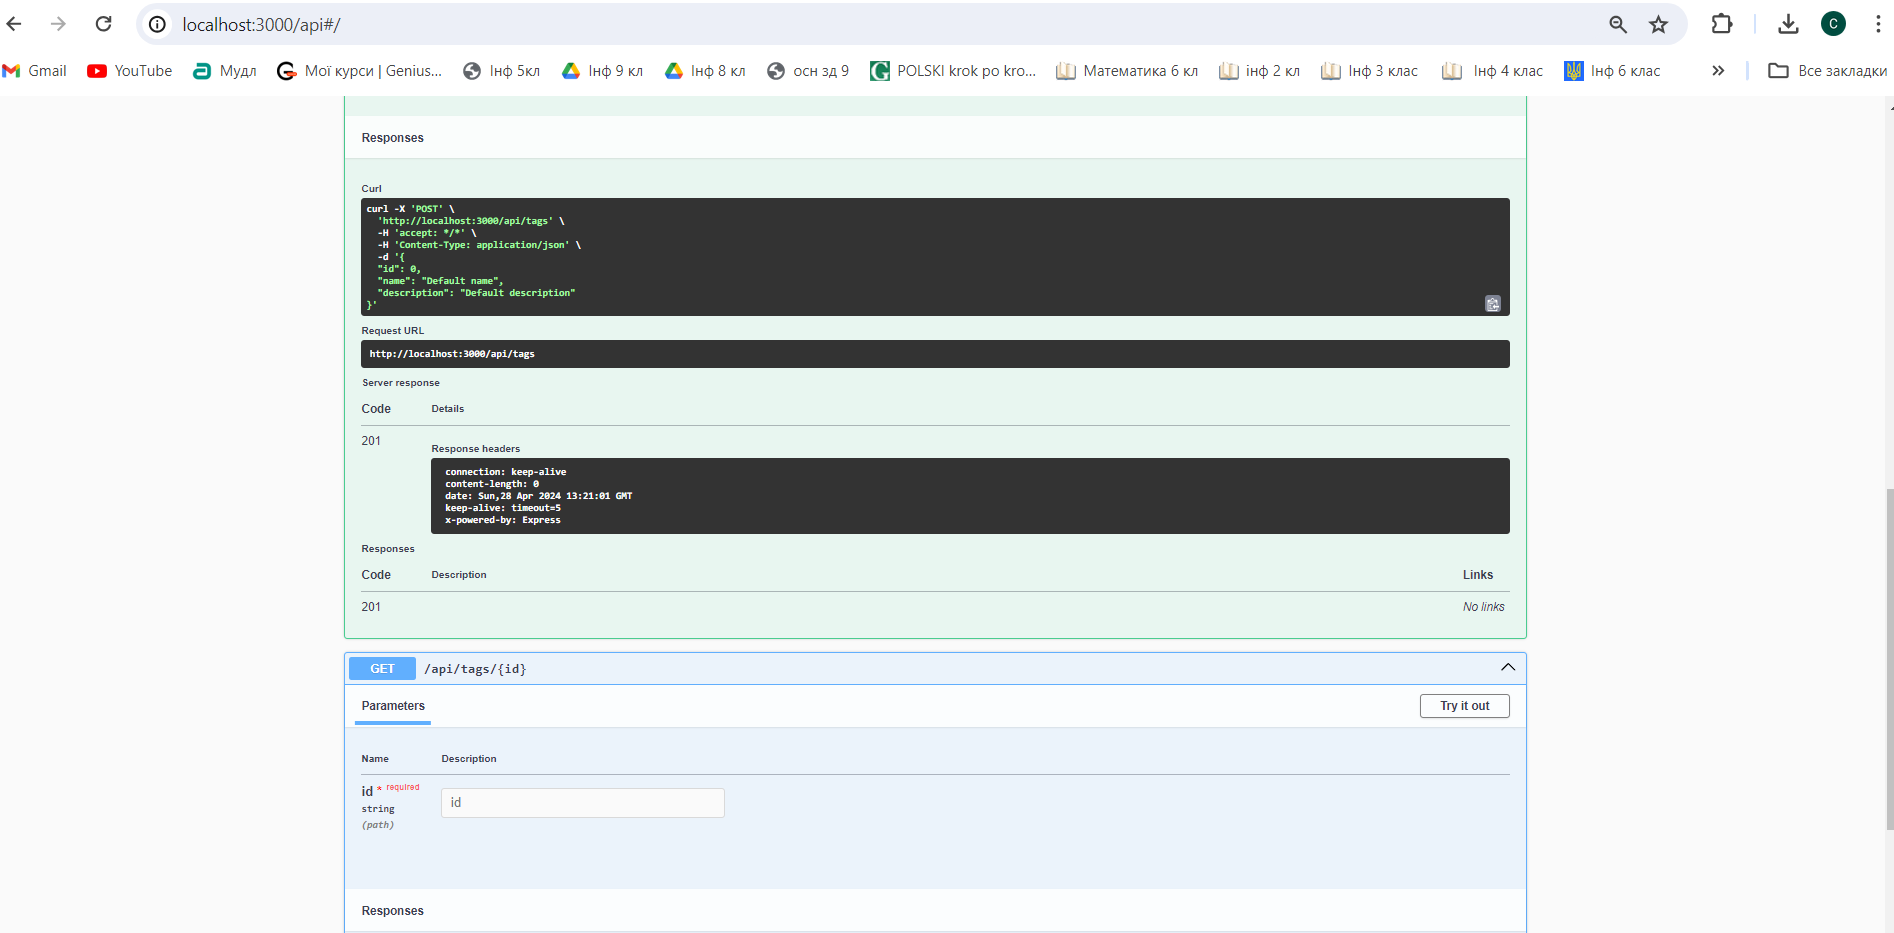 localhost:3000/api#/
C
Gmail YouTube Мудл Мої курси | Genius... Інф 5кл Інф 9 кл Інф 8 кл осн зд 9 POLSKI krok po kro... Математика 6 кл інф 2 кл Інф 3 клас Інф 4 клас Інф 6 клас » Все закладки
Responses
Curl
curl -X 'POST' \
'http://localhost:3000/api/tags' \
-H 'accept: */*' \
-H 'Content-Type: application/json' \
-d '{
"id": 0,
"name": "Default name",
"description": "Default description"
}'
Request URL
http://localhost:3000/api/tags
Server response
Code Details
201
Response headers
connection: keep-alive
content-length: 0
date: Sun,28 Apr 2024 13:21:01 GMT
keep-alive: timeout=5
x-powered-by: Express
Responses
Code Description Links
201 No links
GET /api/tags/{id}
Parameters Try it out
Name Description
id * required
string
(path)
id
Responses